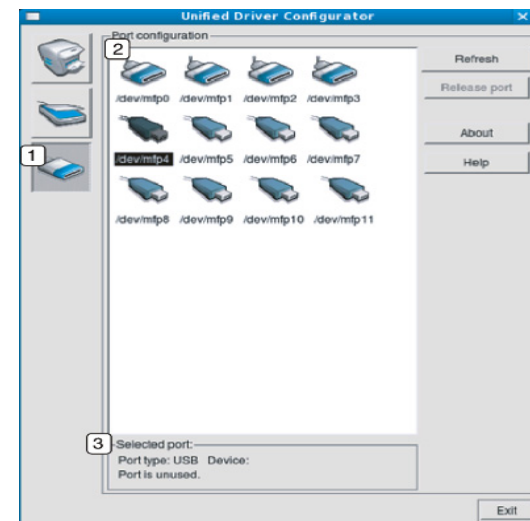 Unified Driver Configurator
Port configuration
2
Refresh
/dev/mfp0 /dev/mfp1 /dev/mfp2 /dev/mfp3
Release port
About
1
/dev/mfp4 /dev/mfp5 /dev/mfp6 /dev/mfp7
Help
/dev/mfp8 /dev/mfp9 /dev/mfp10 /dev/mfp11
3
Selected port:
Port type: USB Device:
Port is unused.
Exit